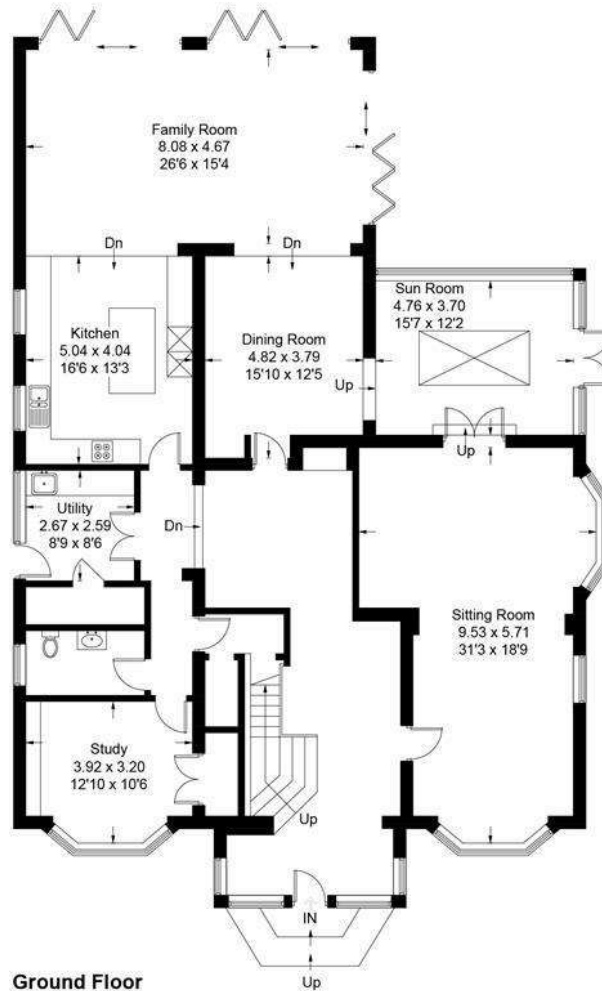 Family Room
8.08 x 4.67
26'6 x 15'4
Dn
Dn
Sun Room
4.76 x 3.70
15'7 x 12'2
Kitchen
5.04 x 4.04
16'6 x 13'3
Dining Room
4.82 x 3.79
15'10 x 12'5
Up
Up
Utility
2.67 x 2.59
8'9 x 8'6
Dn
Sitting Room
9.53 x 5.71
31'3 x 18'9
Study
3.92 x 3.20
12'10 x 10'6
Up
IN
Up
Ground Floor